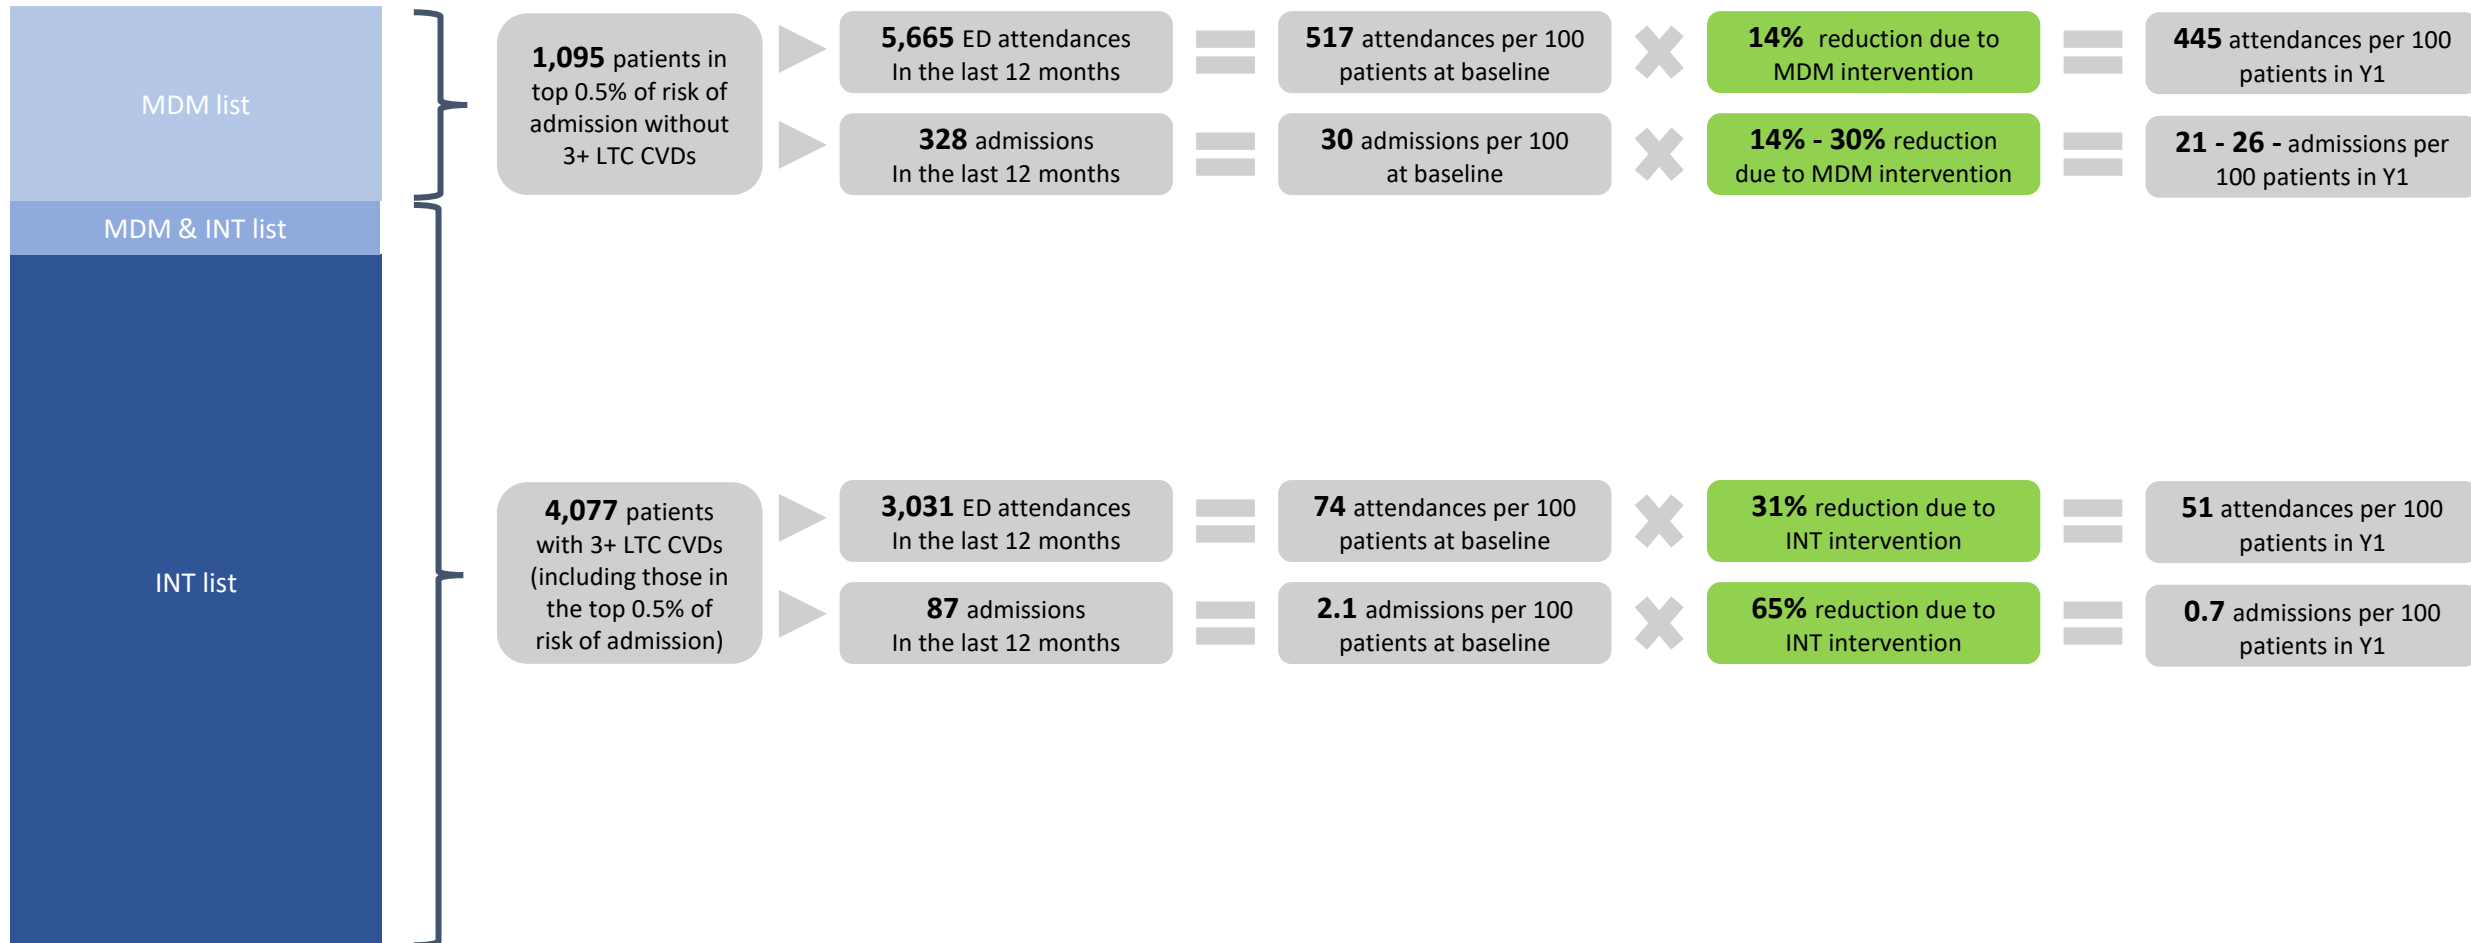 MDM list
MDM & INT list
INT list
1,095 patients in
top 0.5% of risk of
admission without
3+ LTC CVDs
5,665 ED attendances
In the last 12 months
517 attendances per 100
patients at baseline
14% reduction due to
MDM intervention
445 attendances per 100
patients in Y1
328 admissions
In the last 12 months
30 admissions per 100
at baseline
14% - 30% reduction
due to MDM intervention
21 - 26 - admissions per
100 patients in Y1
4,077 patients
with 3+ LTC CVDs
(including those in
the top 0.5% of
risk of admission)
3,031 ED attendances
In the last 12 months
74 attendances per 100
patients at baseline
31% reduction due to
INT intervention
51 attendances per 100
patients in Y1
87 admissions
In the last 12 months
2.1 admissions per 100
patients at baseline
65% reduction due to
INT intervention
0.7 admissions per 100
patients in Y1